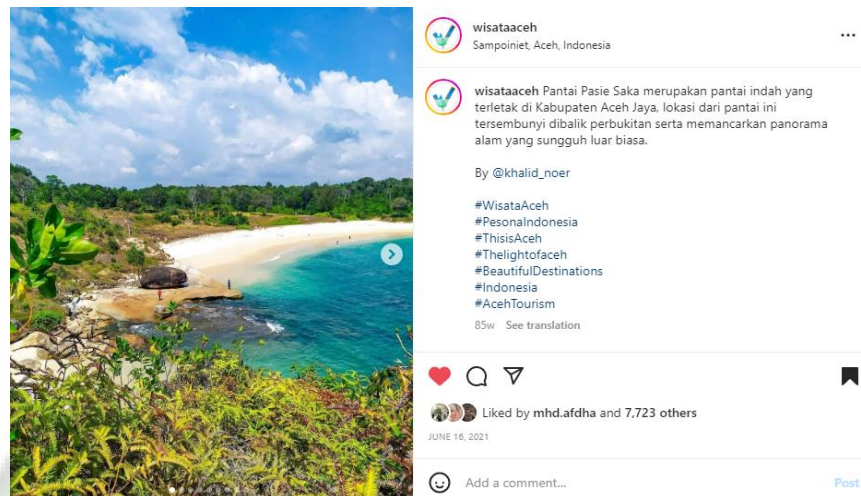 wisataaceh
Sampoiniet, Aceh, Indonesia
wisataaceh Pantai Pasie Saka merupakan pantai indah yang
terletak di Kabupaten Aceh Jaya, lokasi dari pantai ini
tersembunyi dibalik perbukitan serta memancarkan panorama
alam yang sungguh luar biasa.
By @khalid_noer
#WisataAceh
#PesonaIndonesia
#ThisisAceh
#Thelightofaceh
#BeautifulDestinations
#Indonesia
#AcehTourism
85w See translation
Liked by mhd.afdha and 7,723 others
JUNE 16, 2021
Add a comment...
Post